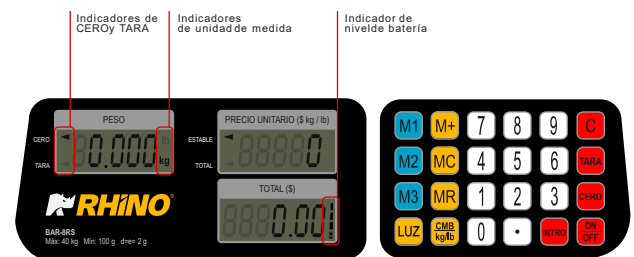 Indicadores de
CEROy TARA
Indicadores
de unidad de medida
Indicador de
nivelde batería
PESO
CERO
TARA
0.000
lb
kg
PRECIO UNITARIO ($ kg / lb)
ESTABLE
TOTAL
0
TOTAL ($)
0.00
RHINO
BAR-8RS
Máx: 40 kg Mín: 100 g d=e= 2 g
M1 M+ 7 8 9 C
M2 MC 4 5 6 TARA
M3 MR 1 2 3 CERO
LUZ CMB kg/lb 0 • INTRO ON OFF